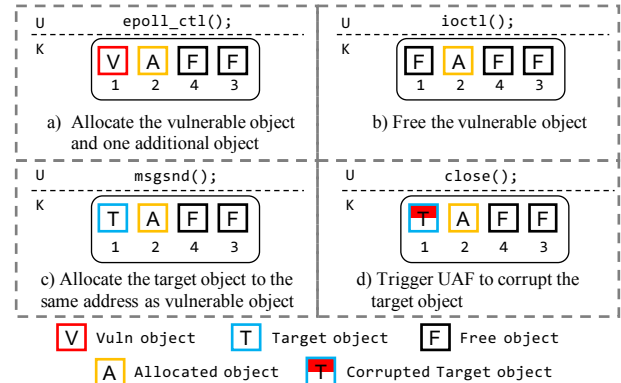 U epoll_ctl();
K
V A F F
1 2 4 3
a) Allocate the vulnerable object
and one additional object
U ioctl();
K
F A F F
1 2 4 3
b) Free the vulnerable object
U msgsnd();
K
T A F F
1 2 4 3
c) Allocate the target object to the
same address as vulnerable object
U close();
K
T A F F
1 2 4 3
d) Trigger UAF to corrupt the
target object
V Vuln object T Target object F Free object
A Allocated object T Corrupted Target object